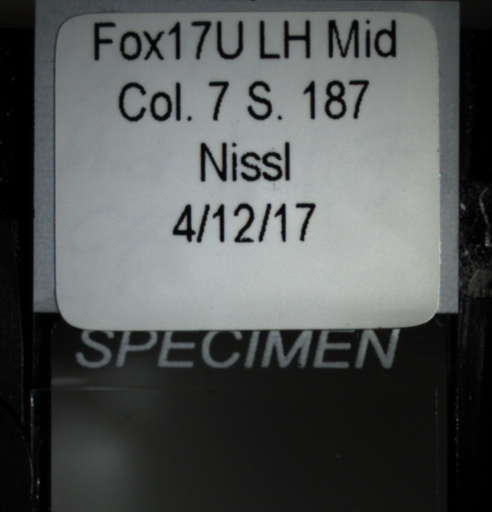 Fox17U LH Mid
Col. 7 S. 187
Nissl
4/12/17
SPECIMEN